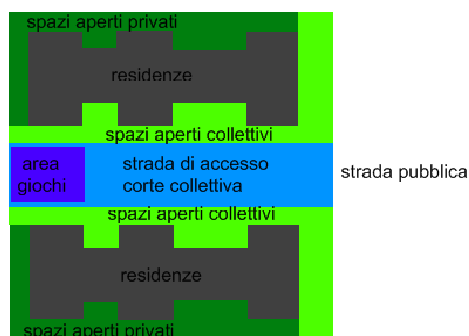 spazi aperti privati
residenze
spazi aperti collettivi
area
giochi
strada di accesso
corte collettiva
strada pubblica
spazi aperti collettivi
residenze
spazi aperti privati